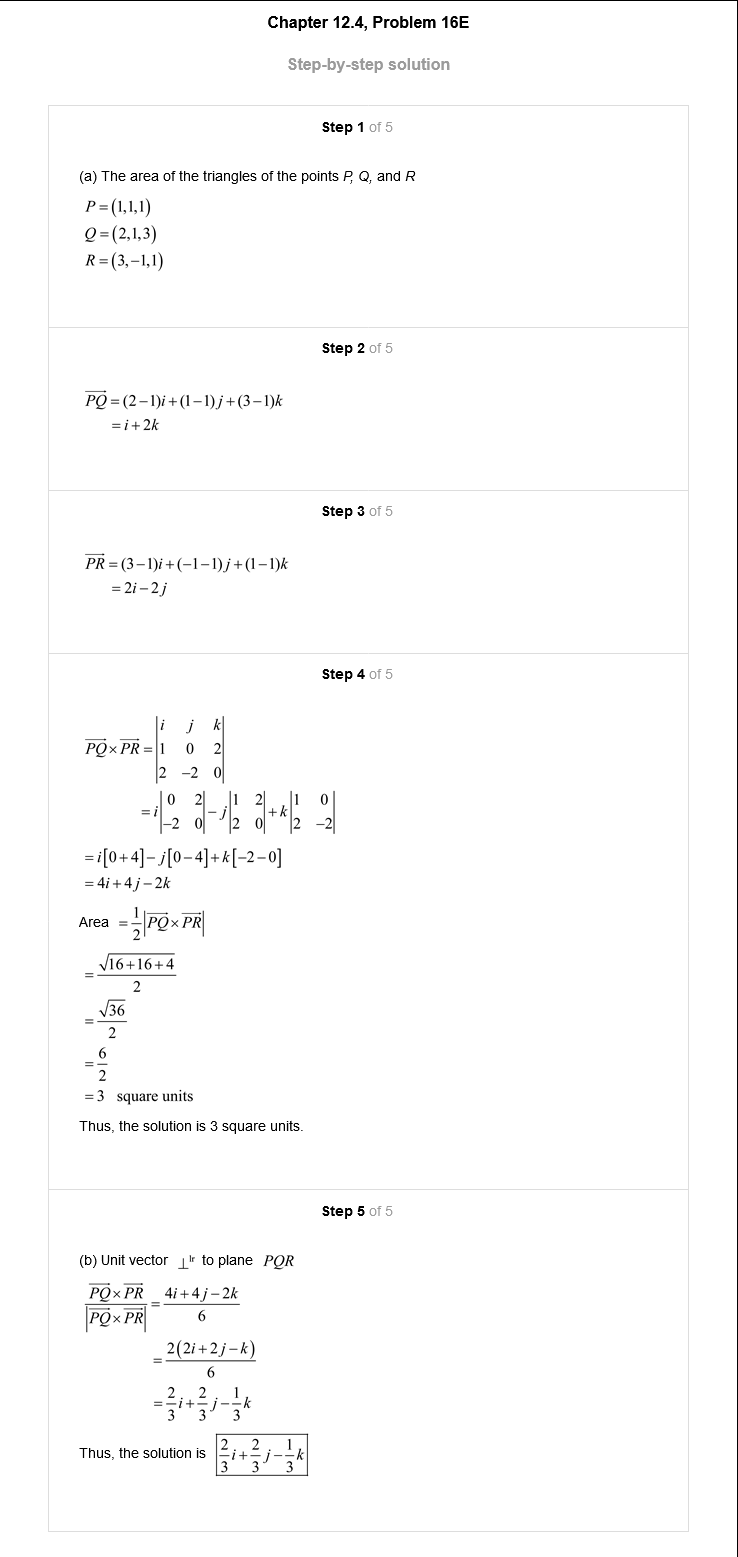 Chapter 12.4, Problem 16E
Step-by-step solution
Step 1 of 5
(a) The area of the triangles of the points P, Q, and R
P = (1,1,1)
Q = (2,1,3)
R = (3,−1,1)
Step 2 of 5
\overrightarrow{PQ} = (2−1)i + (1−1)j + (3−1)k
= i + 2k
Step 3 of 5
\overrightarrow{PR} = (3−1)i + (−1−1)j + (1−1)k
= 2i − 2j
Step 4 of 5
\overrightarrow{PQ} × \overrightarrow{PR} = \begin{vmatrix} i & j & k \\ 1 & 0 & 2 \\ 2 & −2 & 0 \end{vmatrix}
= i\begin{vmatrix} 0 & 2 \\ −2 & 0 \end{vmatrix} − j\begin{vmatrix} 1 & 2 \\ 2 & 0 \end{vmatrix} + k\begin{vmatrix} 1 & 0 \\ 2 & −2 \end{vmatrix}
= i[0+4] − j[0−4] + k[−2−0]
= 4i + 4j − 2k
Area = \frac{1}{2}|\overrightarrow{PQ} × \overrightarrow{PR}|
= \frac{\sqrt{16+16+4}}{2}
= \frac{\sqrt{36}}{2}
= \frac{6}{2}
= 3 square units
Thus, the solution is 3 square units.
Step 5 of 5
(b) Unit vector ⊥^{lr} to plane PQR
\frac{\overrightarrow{PQ} × \overrightarrow{PR}}{|\overrightarrow{PQ} × \overrightarrow{PR}|} = \frac{4i + 4j − 2k}{6}
= \frac{2(2i + 2j − k)}{6}
= \frac{2}{3}i + \frac{2}{3}j − \frac{1}{3}k
Thus, the solution is \boxed{\frac{2}{3}i + \frac{2}{3}j − \frac{1}{3}k}